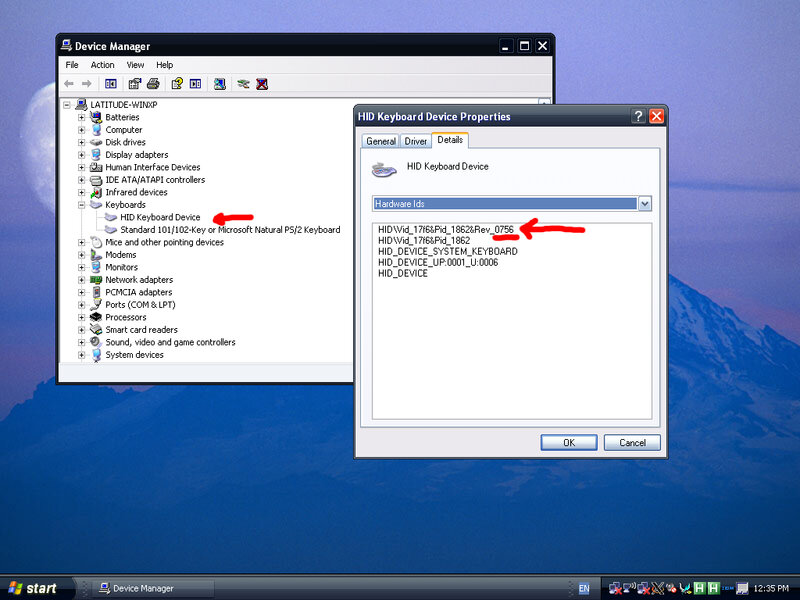 Device Manager
File Action View Help
LATITUDE-WINXP
Batteries
Computer
Disk drives
Display adapters
Human Interface Devices
IDE ATA/ATAPI controllers
Infrared devices
Keyboards
HID Keyboard Device
Standard 101/102-Key or Microsoft Natural PS/2 Keyboard
Mice and other pointing devices
Modems
Monitors
Network adapters
PCMCIA adapters
Ports (COM & LPT)
Processors
Smart card readers
Sound, video and game controllers
System devices
HID Keyboard Device Properties
General Driver Details
HID Keyboard Device
Hardware Ids
HID\Vid_17f6&Pid_1862&Rev_0756
HID\Vid_17f6&Pid_1862
HID_DEVICE_SYSTEM_KEYBOARD
HID_DEVICE_UP:0001_U:0006
HID_DEVICE
OK Cancel
start Device Manager EN H H 12:35 PM